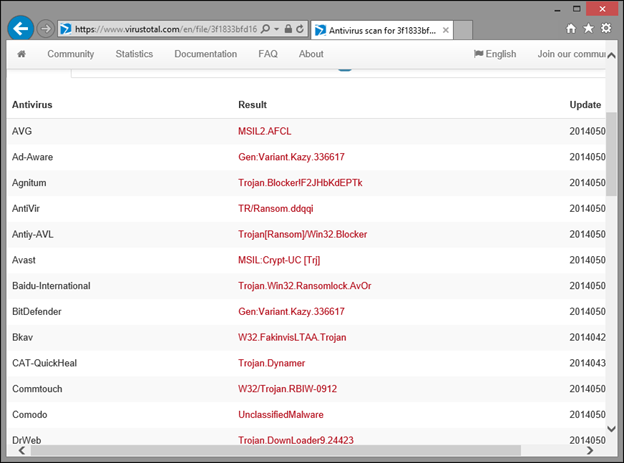 https://www.virustotal.com/en/file/3f1833bfd16
Antivirus scan for 3f1833bf...
Community Statistics Documentation FAQ About English Join our commu
Antivirus Result Update
AVG MSIL2.AFCL 2014050
Ad-Aware Gen:Variant.Kazy.336617 2014050
Agnitum Trojan.Blocker!F2JHbKdEPTk 2014050
AntiVir TR/Ransom.ddqqi 2014050
Antiy-AVL Trojan[Ransom]/Win32.Blocker 2014050
Avast MSIL:Crypt-UC [Trj] 2014050
Baidu-International Trojan.Win32.Ransomlock.AvOr 2014050
BitDefender Gen:Variant.Kazy.336617 2014050
Bkav W32.FakinvisLTAA.Trojan 2014042
CAT-QuickHeal Trojan.Dynamer 2014043
Commtouch W32/Trojan.RBIW-0912 2014050
Comodo UnclassifiedMalware 2014050
DrWeb Trojan.DownLoader9.24423 2014050